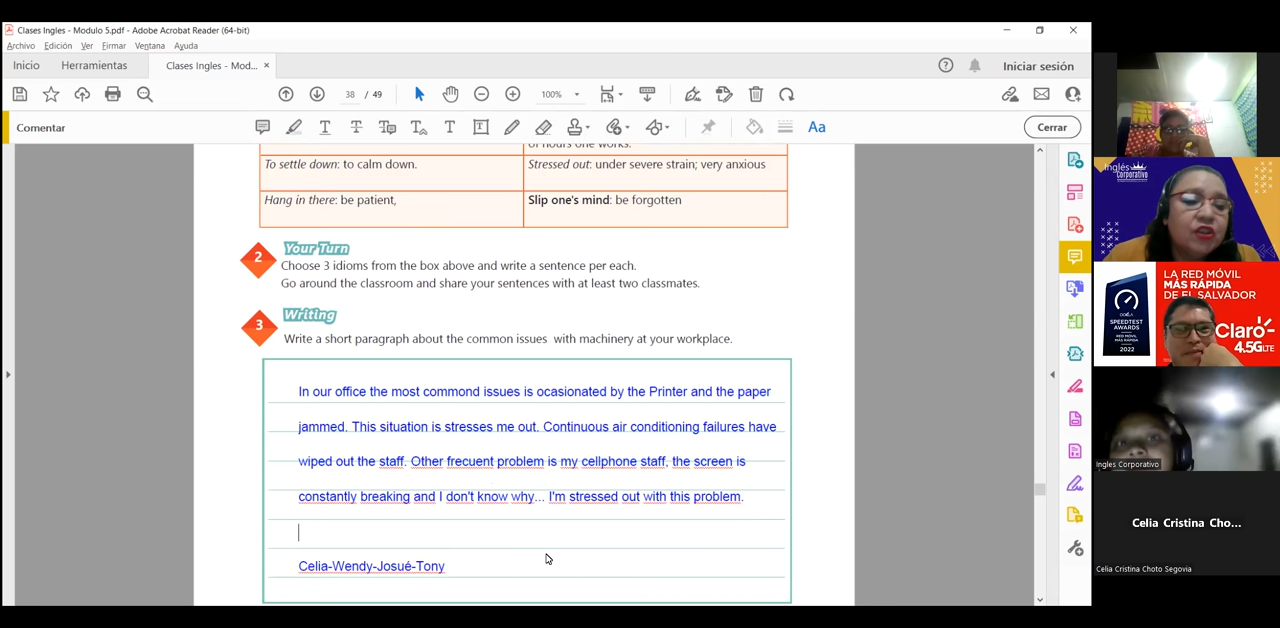 Clases Ingles - Modulo 5.pdf - Adobe Acrobat Reader (64-bit)
Archivo Edición Ver Firmar Ventana Ayuda
Inicio Herramientas Clases Ingles - Mod... × Iniciar sesión
38 / 49 100%
Comentar Aa Cerrar
of hours one works.
To settle down: to calm down. Stressed out: under severe strain; very anxious
Hang in there: be patient, Slip one's mind: be forgotten
2 Your Turn
Choose 3 idioms from the box above and write a sentence per each.
Go around the classroom and share your sentences with at least two classmates.
3 Writing
Write a short paragraph about the common issues with machinery at your workplace.
In our office the most commond issues is ocasionated by the Printer and the paper
jammed. This situation is stresses me out. Continuous air conditioning failures have
wiped out the staff. Other frecuent problem is my cellphone staff, the screen is
constantly breaking and I don't know why... I'm stressed out with this problem.
Celia-Wendy-Josué-Tony
Inglés
Corporativo
LA RED MÓVIL
MÁS RÁPIDA
DE EL SALVADOR
SPEEDTEST
AWARDS
2022
Claro
4.5G LTE
Ingles Corporativo
Celia Cristina Cho...
Celia Cristina Choto Segovia